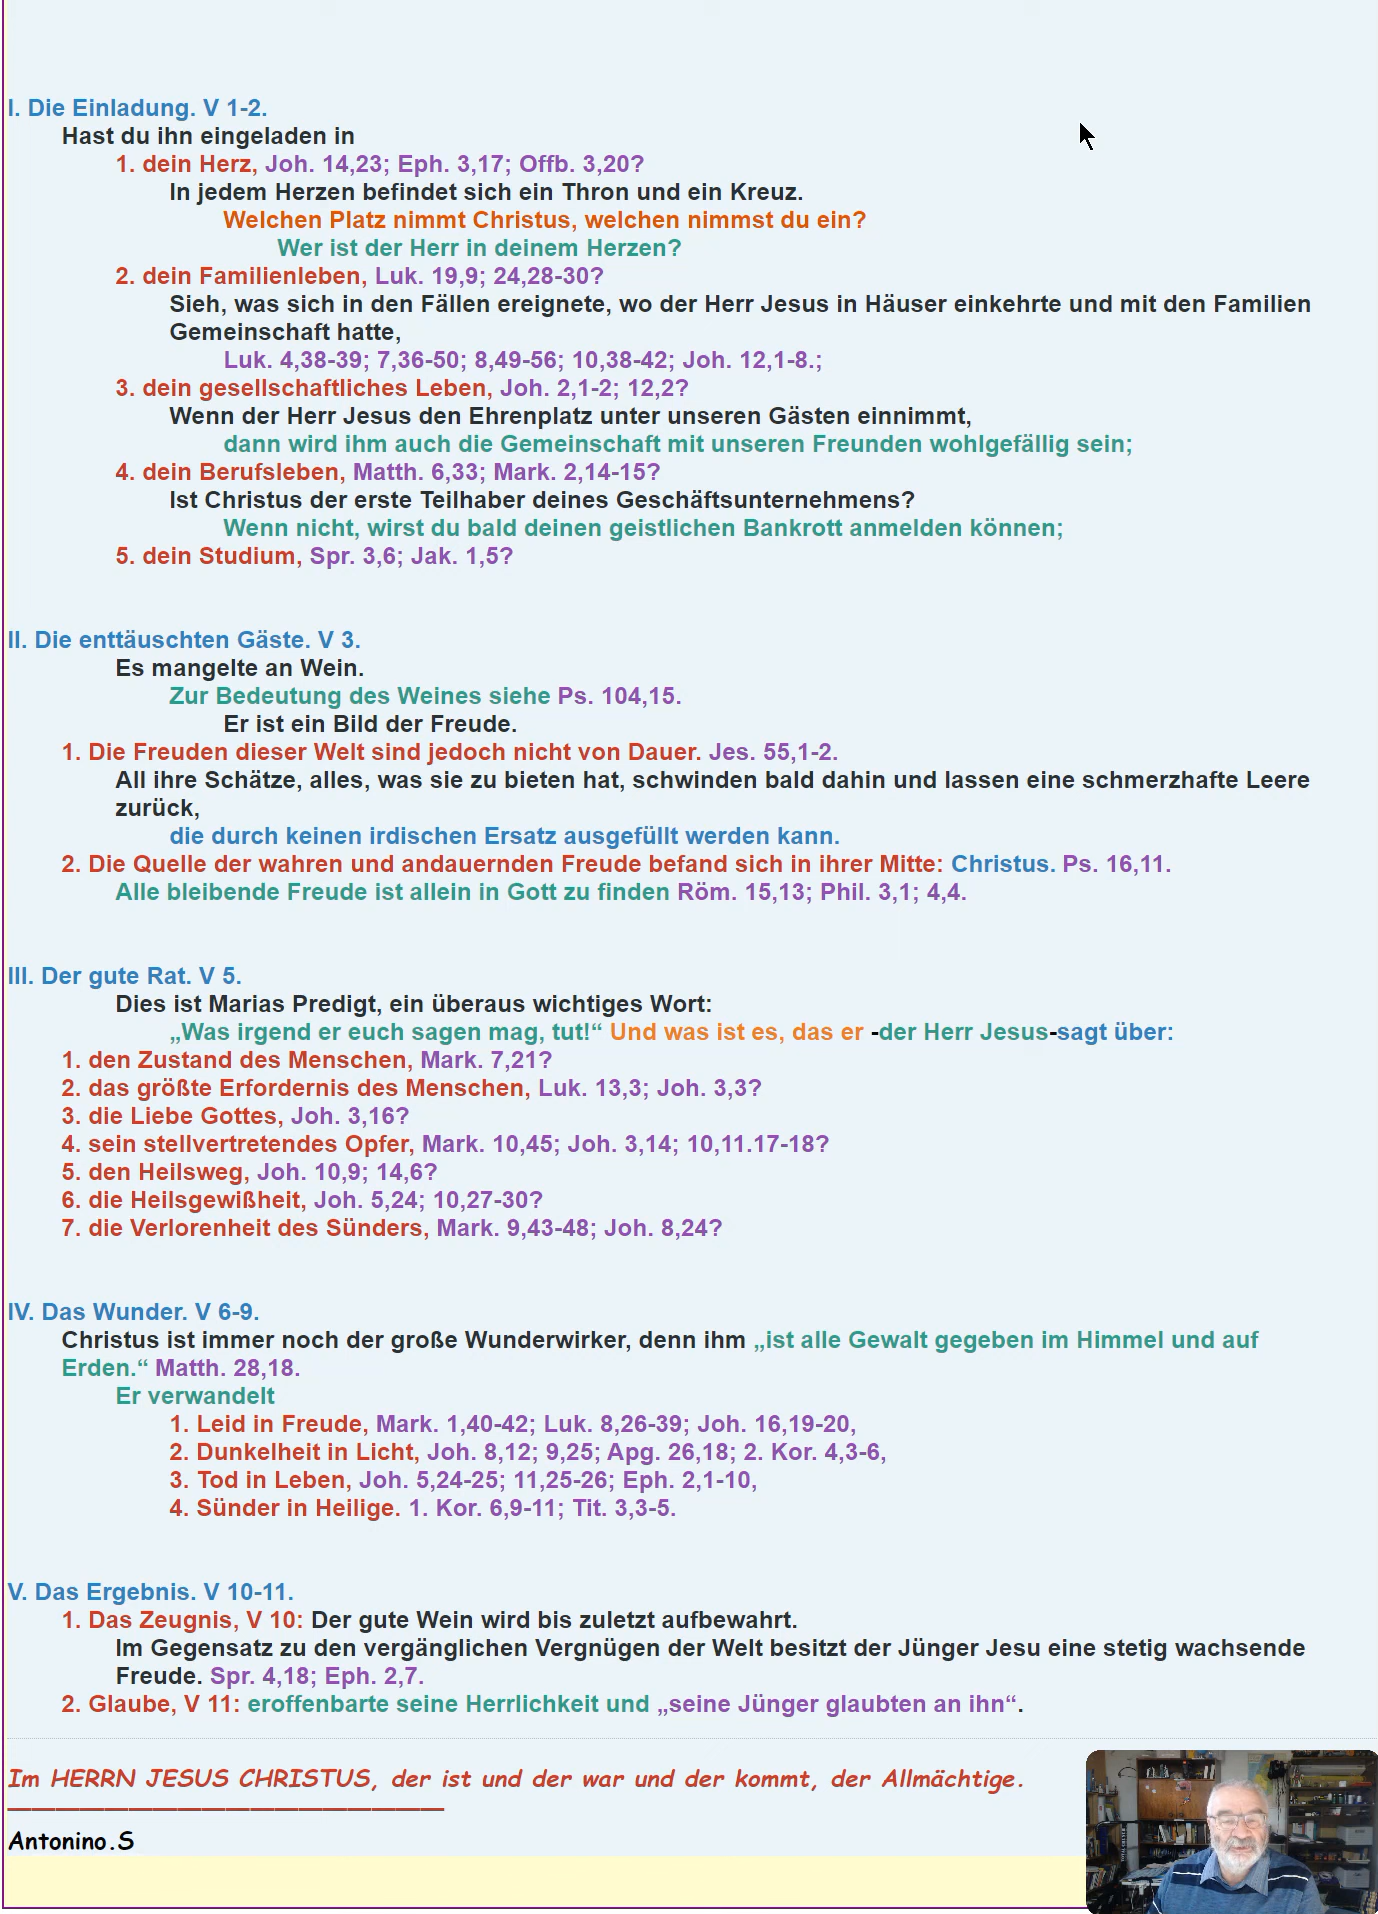 I. Die Einladung. V 1-2.
Hast du ihn eingeladen in
1. dein Herz, Joh. 14,23; Eph. 3,17; Offb. 3,20?
In jedem Herzen befindet sich ein Thron und ein Kreuz.
Welchen Platz nimmt Christus, welchen nimmst du ein?
Wer ist der Herr in deinem Herzen?
2. dein Familienleben, Luk. 19,9; 24,28-30?
Sieh, was sich in den Fällen ereignete, wo der Herr Jesus in Häuser einkehrte und mit den Familien
Gemeinschaft hatte,
Luk. 4,38-39; 7,36-50; 8,49-56; 10,38-42; Joh. 12,1-8.;
3. dein gesellschaftliches Leben, Joh. 2,1-2; 12,2?
Wenn der Herr Jesus den Ehrenplatz unter unseren Gästen einnimmt,
dann wird ihm auch die Gemeinschaft mit unseren Freunden wohlgefällig sein;
4. dein Berufsleben, Matth. 6,33; Mark. 2,14-15?
Ist Christus der erste Teilhaber deines Geschäftsunternehmens?
Wenn nicht, wirst du bald deinen geistlichen Bankrott anmelden können;
5. dein Studium, Spr. 3,6; Jak. 1,5?
II. Die enttäuschten Gäste. V 3.
Es mangelte an Wein.
Zur Bedeutung des Weines siehe Ps. 104,15.
Er ist ein Bild der Freude.
1. Die Freuden dieser Welt sind jedoch nicht von Dauer. Jes. 55,1-2.
All ihre Schätze, alles, was sie zu bieten hat, schwinden bald dahin und lassen eine schmerzhafte Leere
zurück,
die durch keinen irdischen Ersatz ausgefüllt werden kann.
2. Die Quelle der wahren und andauernden Freude befand sich in ihrer Mitte: Christus. Ps. 16,11.
Alle bleibende Freude ist allein in Gott zu finden Röm. 15,13; Phil. 3,1; 4,4.
III. Der gute Rat. V 5.
Dies ist Marias Predigt, ein überaus wichtiges Wort:
„Was irgend er euch sagen mag, tut!“ Und was ist es, das er -der Herr Jesus-sagt über:
1. den Zustand des Menschen, Mark. 7,21?
2. das größte Erfordernis des Menschen, Luk. 13,3; Joh. 3,3?
3. die Liebe Gottes, Joh. 3,16?
4. sein stellvertretendes Opfer, Mark. 10,45; Joh. 3,14; 10,11.17-18?
5. den Heilsweg, Joh. 10,9; 14,6?
6. die Heilsgewißheit, Joh. 5,24; 10,27-30?
7. die Verlorenheit des Sünders, Mark. 9,43-48; Joh. 8,24?
IV. Das Wunder. V 6-9.
Christus ist immer noch der große Wunderwirker, denn ihm „ist alle Gewalt gegeben im Himmel und auf
Erden.“ Matth. 28,18.
Er verwandelt
1. Leid in Freude, Mark. 1,40-42; Luk. 8,26-39; Joh. 16,19-20,
2. Dunkelheit in Licht, Joh. 8,12; 9,25; Apg. 26,18; 2. Kor. 4,3-6,
3. Tod in Leben, Joh. 5,24-25; 11,25-26; Eph. 2,1-10,
4. Sünder in Heilige. 1. Kor. 6,9-11; Tit. 3,3-5.
V. Das Ergebnis. V 10-11.
1. Das Zeugnis, V 10: Der gute Wein wird bis zuletzt aufbewahrt.
Im Gegensatz zu den vergänglichen Vergnügen der Welt besitzt der Jünger Jesu eine stetig wachsende
Freude. Spr. 4,18; Eph. 2,7.
2. Glaube, V 11: eroffenbarte seine Herrlichkeit und „seine Jünger glaubten an ihn“.
Im HERRN JESUS CHRISTUS, der ist und der war und der kommt, der Allmächtige.
Antonino.S